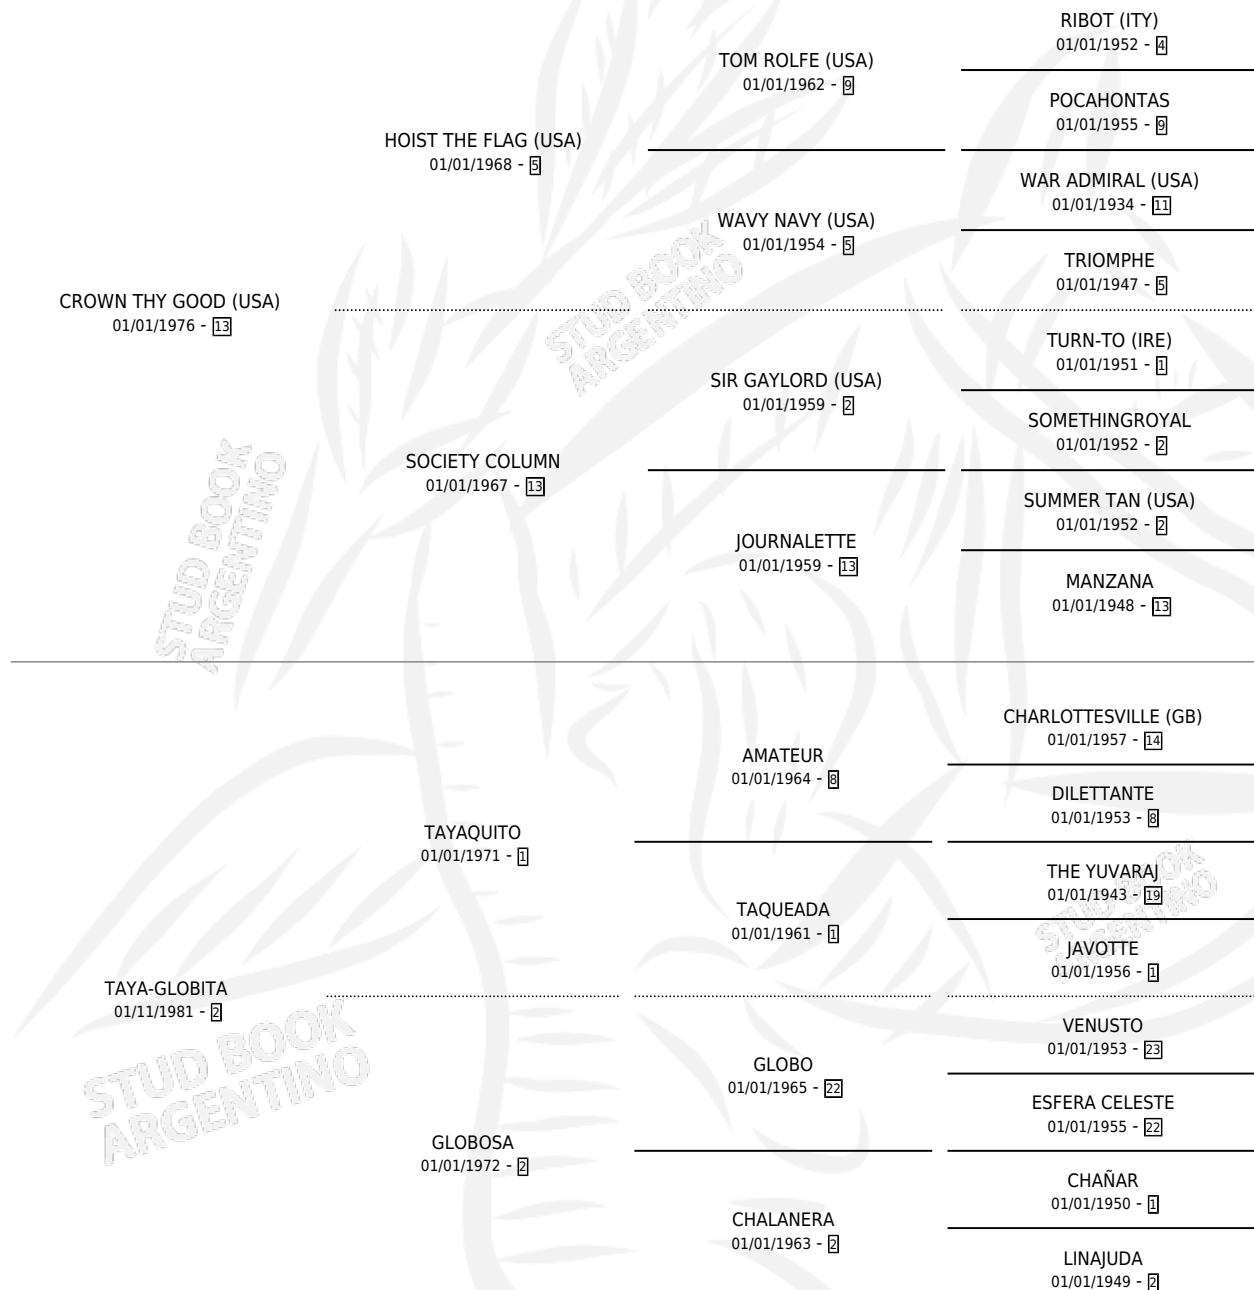 RIBOT (ITY)
01/01/1952 - 4
TOM ROLFE (USA)
01/01/1962 - 9
POCAHONTAS
01/01/1955 - 9
HOIST THE FLAG (USA)
01/01/1968 - 5
WAR ADMIRAL (USA)
01/01/1934 - 11
WAVY NAVY (USA)
01/01/1954 - 5
TRIOMPHE
01/01/1947 - 5
CROWN THY GOOD (USA)
01/01/1976 - 13
TURN-TO (IRE)
01/01/1951 - 1
SIR GAYLORD (USA)
01/01/1959 - 2
SOMETHINGROYAL
01/01/1952 - 2
SOCIETY COLUMN
01/01/1967 - 13
SUMMER TAN (USA)
01/01/1952 - 2
JOURNALETTE
01/01/1959 - 13
MANZANA
01/01/1948 - 13
CHARLOTTESVILLE (GB)
01/01/1957 - 14
AMATEUR
01/01/1964 - 8
DILETTANTE
01/01/1953 - 8
TAYAQUITO
01/01/1971 - 1
THE YUVARAJ
01/01/1943 - 19
TAQUEADA
01/01/1961 - 1
JAVOTTE
01/01/1956 - 1
TAYA-GLOBITA
01/11/1981 - 2
VENUSTO
01/01/1953 - 23
GLOBO
01/01/1965 - 22
ESFERA CELESTE
01/01/1955 - 22
GLOBOSA
01/01/1972 - 2
CHAÑAR
01/01/1950 - 1
CHALANERA
01/01/1963 - 2
LINAJUDA
01/01/1949 - 2
STUD BOOK
ARGENTINO
STUD BOOK
ARGENTINO
STUD BOOK
ARGENTINO
STUD BOOK
ARGENTINO